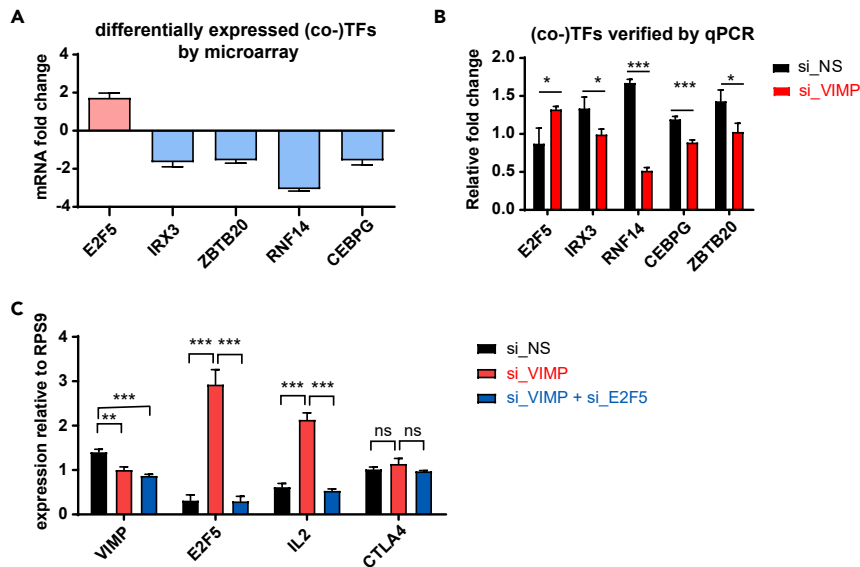 A
differentially expressed (co-)TFs
by microarray
mRNA fold change
4
2
0
-2
-4
E2F5
IRX3
ZBTB20
RNF14
CEBPG
B
(co-)TFs verified by qPCR
Relative fold change
2.0
1.5
1.0
0.5
0.0
*
*
***
***
*
E2F5
IRX3
RNF14
CEBPG
ZBTB20
si_NS
si_VIMP
C
expression relative to RPS9
4
3
2
1
0
***
**
***
***
***
***
ns
ns
VIMP
E2F5
IL2
CTLA4
si_NS
si_VIMP
si_VIMP + si_E2F5